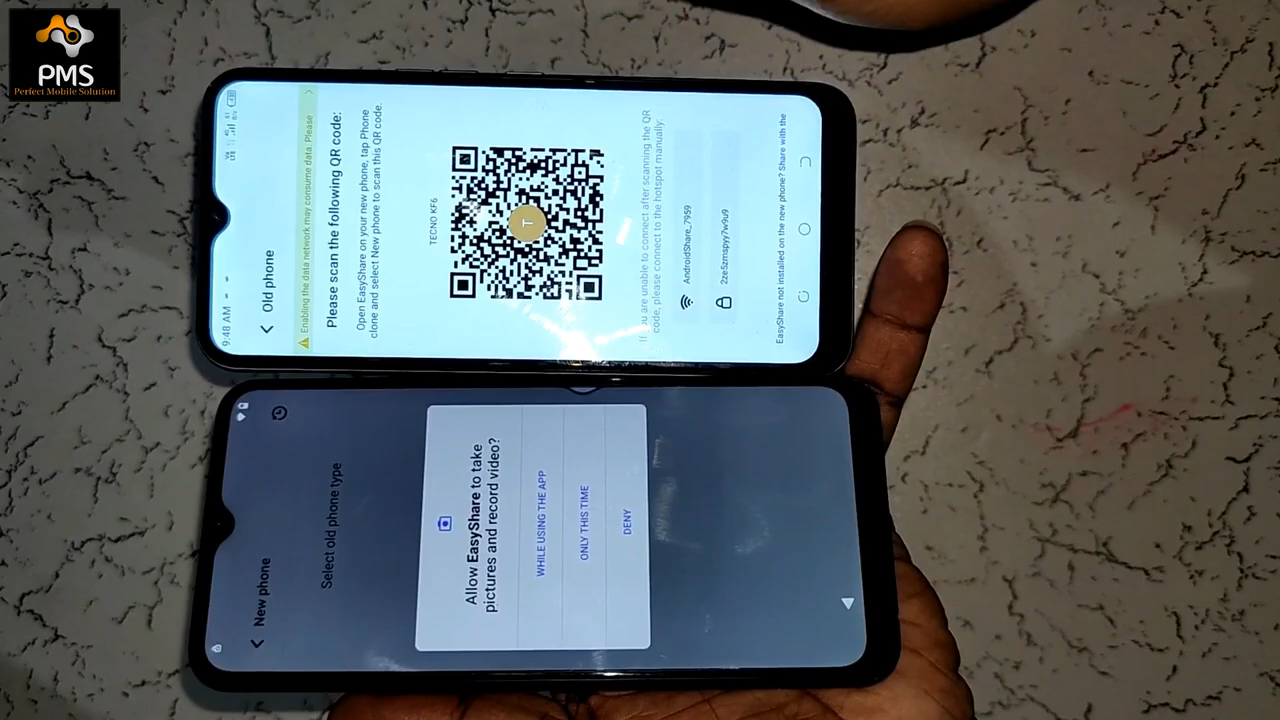 PMS
Perfect Mobile Solution
9:48 AM
Old phone
Enabling the data network may consume data. Please
Please scan the following QR code:
Open EasyShare on your new phone, tap Phone
clone and select New phone to scan this QR code.
TECNO KF6
T
If you are unable to connect after scanning the QR
code, please connect to the hotspot manually:
AndroidShare_7959
2ze5zmspyy7w9u9
EasyShare not installed on the new phone? Share with the
New phone
Select old phone type
Allow EasyShare to take
pictures and record video?
WHILE USING THE APP
ONLY THIS TIME
DENY